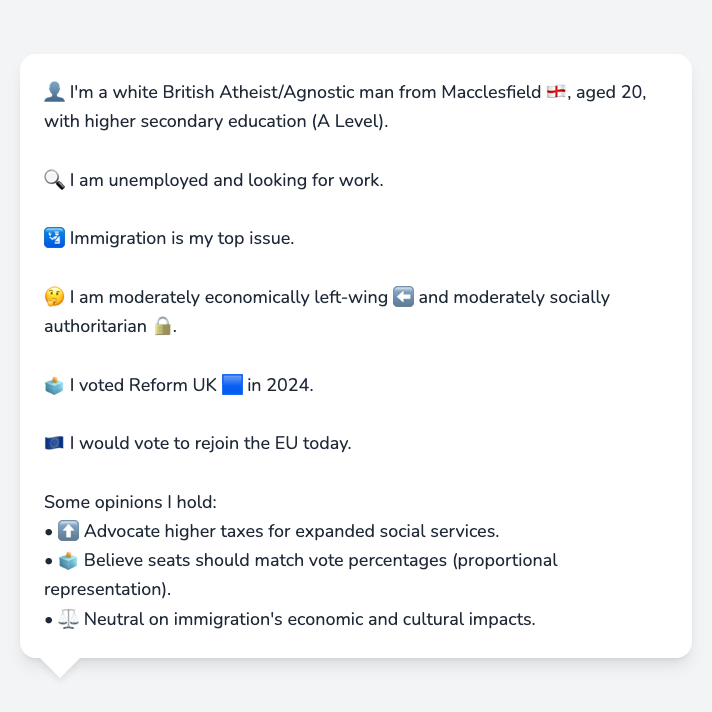 👤 I'm a white British Atheist/Agnostic man from Macclesfield 🏴󠁧󠁢󠁥󠁮󠁧󠁿, aged 20,
with higher secondary education (A Level).
🔍 I am unemployed and looking for work.
🛂 Immigration is my top issue.
🤔 I am moderately economically left-wing ⬅️ and moderately socially
authoritarian 🔒.
🗳️ I voted Reform UK 🟦 in 2024.
🇪🇺 I would vote to rejoin the EU today.
Some opinions I hold:
• ⬆️ Advocate higher taxes for expanded social services.
• 🗳️ Believe seats should match vote percentages (proportional
representation).
• ⚖️ Neutral on immigration's economic and cultural impacts.